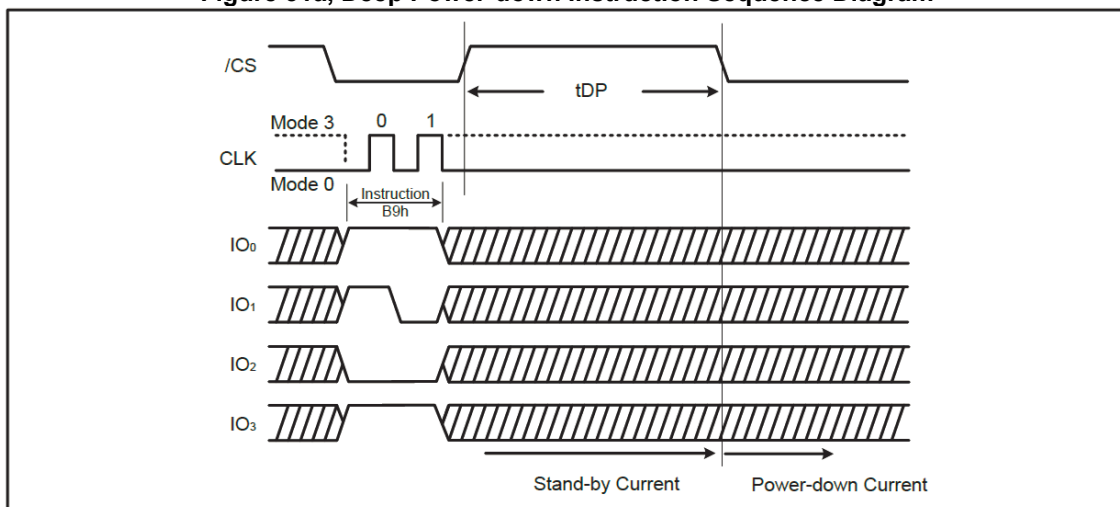 /CS
tDP
Mode 3
0
1
CLK
Mode 0
Instruction
B9h
IO₀
IO₁
IO₂
IO₃
Stand-by Current
Power-down Current